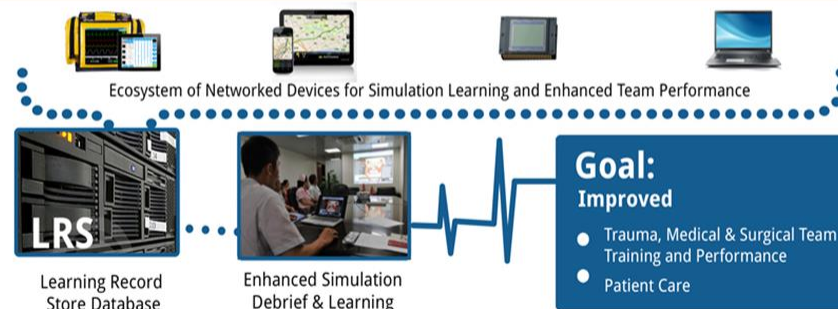 Ecosystem of Networked Devices for Simulation Learning and Enhanced Team Performance
LRS
Learning Record
Store Database
Enhanced Simulation
Debrief & Learning
Goal:
Improved
Trauma, Medical & Surgical Team
Training and Performance
Patient Care